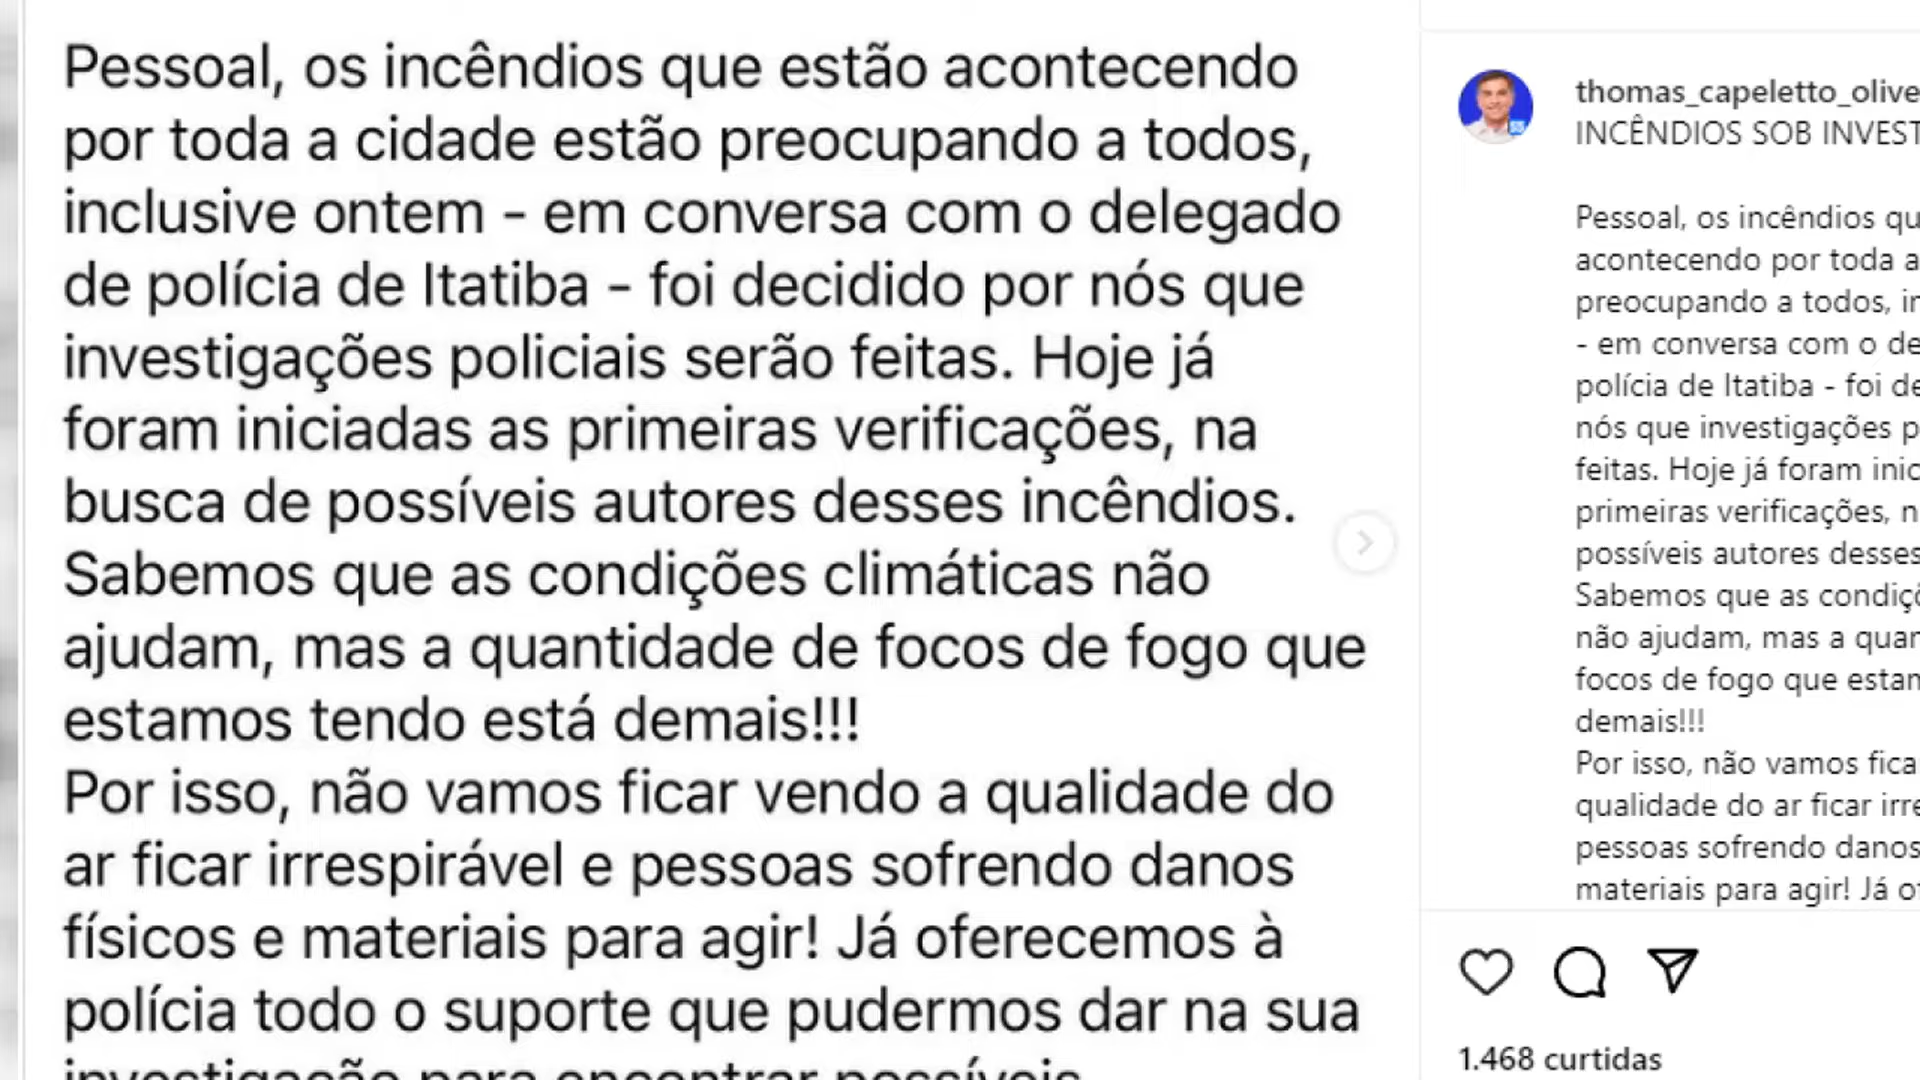 Pessoal, os incêndios que estão acontecendo
por toda a cidade estão preocupando a todos,
inclusive ontem - em conversa com o delegado
de polícia de Itatiba - foi decidido por nós que
investigações policiais serão feitas. Hoje já
foram iniciadas as primeiras verificações, na
busca de possíveis autores desses incêndios.
Sabemos que as condições climáticas não
ajudam, mas a quantidade de focos de fogo que
estamos tendo está demais!!!
Por isso, não vamos ficar vendo a qualidade do
ar ficar irrespirável e pessoas sofrendo danos
físicos e materiais para agir! Já oferecemos à
polícia todo o suporte que pudermos dar na sua
investigação para encontrar possíveis
thomas_capeletto_olive
INCÊNDIOS SOB INVEST
Pessoal, os incêndios qu
acontecendo por toda a
preocupando a todos, in
- em conversa com o de
polícia de Itatiba - foi de
nós que investigações p
feitas. Hoje já foram inic
primeiras verificações, n
possíveis autores desses
Sabemos que as condiçõ
não ajudam, mas a quan
focos de fogo que estam
demais!!!
Por isso, não vamos fica
qualidade do ar ficar irre
pessoas sofrendo danos
materiais para agir! Já o
1.468 curtidas